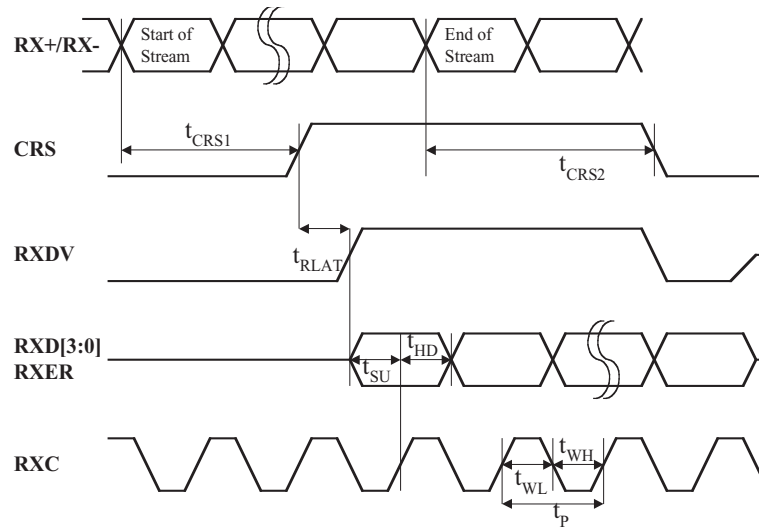 RX+/RX-
Start of
Stream
End of
Stream
CRS
tCRS1
tCRS2
RXDV
tRLAT
RXD[3:0]
RXER
tSU
tHD
RXC
tWL
tWH
tP